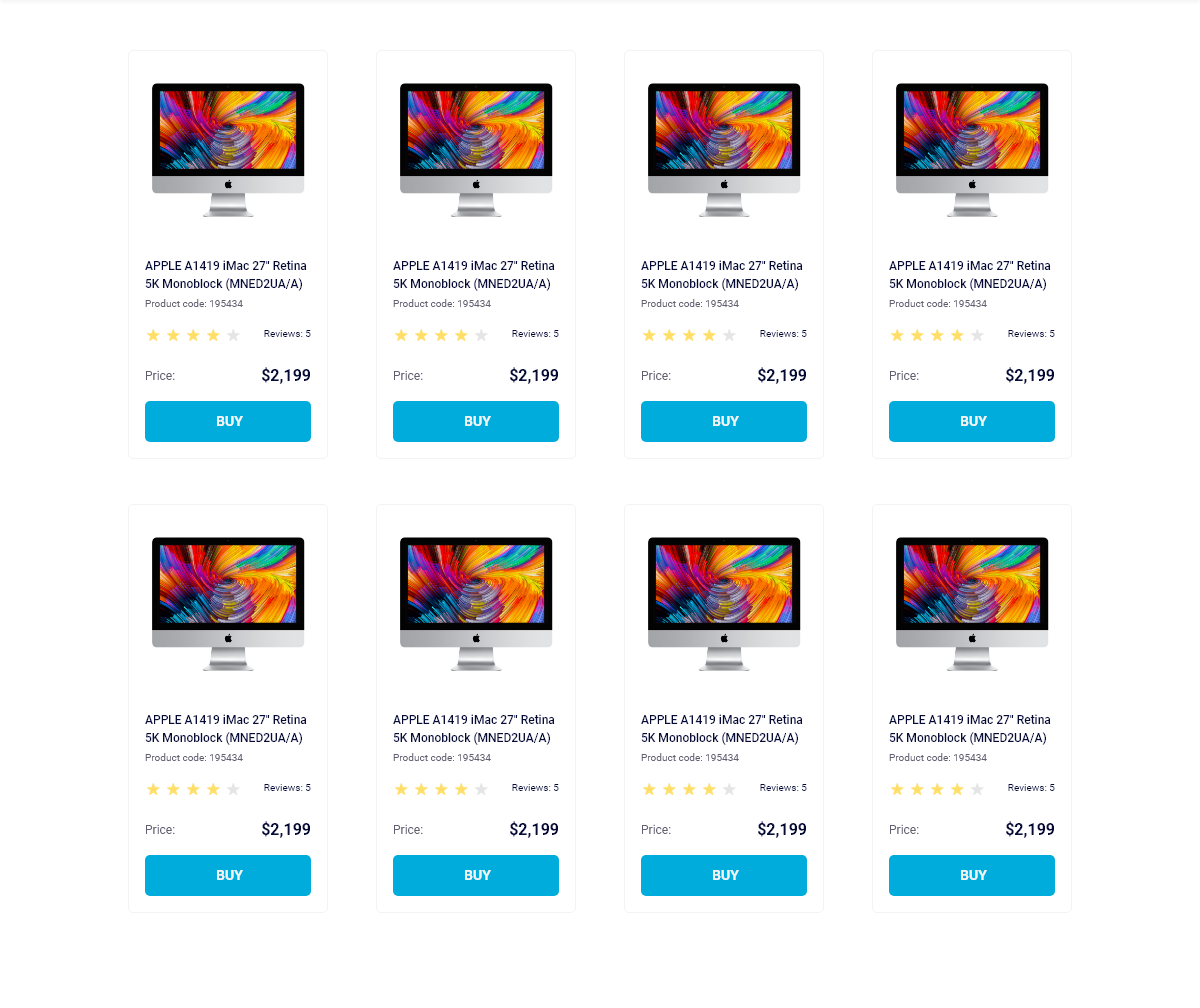 APPLE A1419 iMac 27" Retina
5K Monoblock (MNED2UA/A)
Product code: 195434
Reviews: 5
Price: $2,199
BUY
APPLE A1419 iMac 27" Retina
5K Monoblock (MNED2UA/A)
Product code: 195434
Reviews: 5
Price: $2,199
BUY
APPLE A1419 iMac 27" Retina
5K Monoblock (MNED2UA/A)
Product code: 195434
Reviews: 5
Price: $2,199
BUY
APPLE A1419 iMac 27" Retina
5K Monoblock (MNED2UA/A)
Product code: 195434
Reviews: 5
Price: $2,199
BUY
APPLE A1419 iMac 27" Retina
5K Monoblock (MNED2UA/A)
Product code: 195434
Reviews: 5
Price: $2,199
BUY
APPLE A1419 iMac 27" Retina
5K Monoblock (MNED2UA/A)
Product code: 195434
Reviews: 5
Price: $2,199
BUY
APPLE A1419 iMac 27" Retina
5K Monoblock (MNED2UA/A)
Product code: 195434
Reviews: 5
Price: $2,199
BUY
APPLE A1419 iMac 27" Retina
5K Monoblock (MNED2UA/A)
Product code: 195434
Reviews: 5
Price: $2,199
BUY